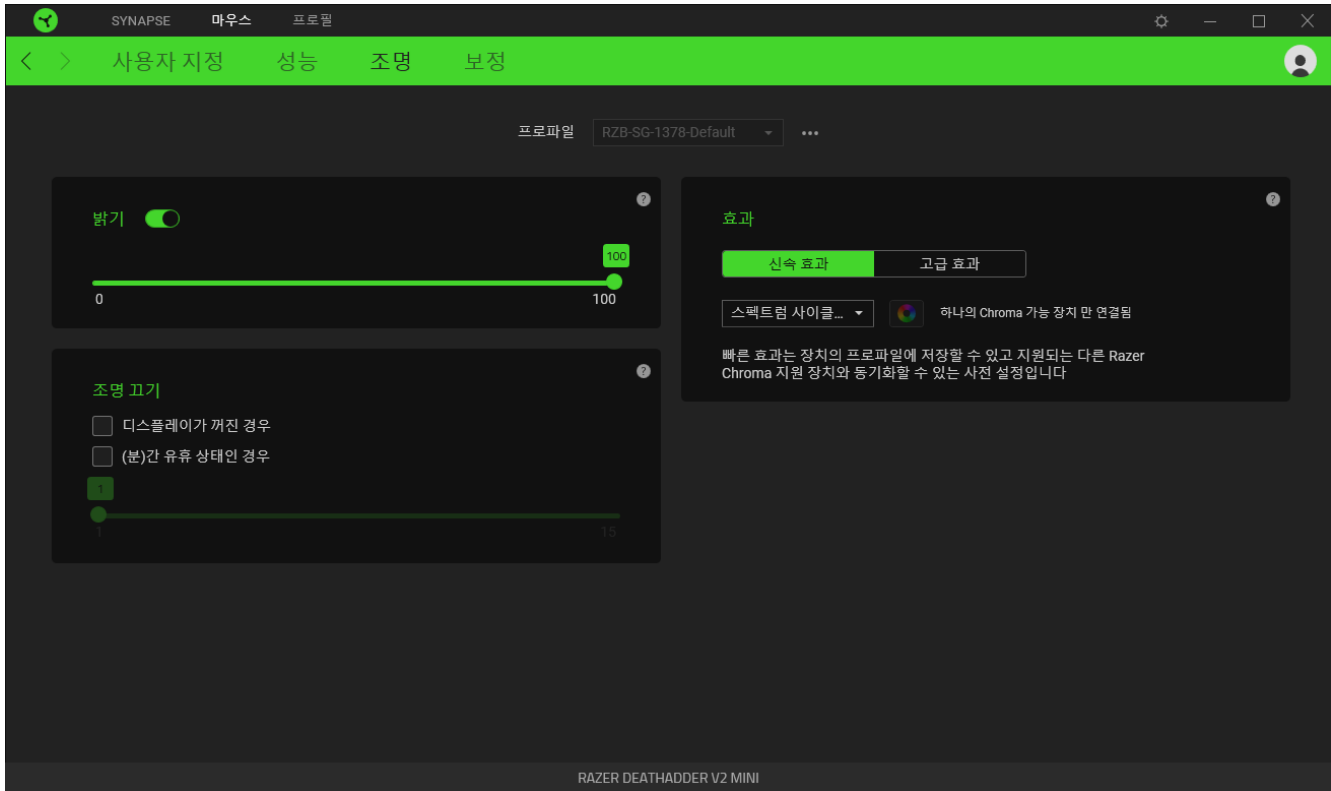 SYNAPSE 마우스 프로필
사용자 지정 성능 조명 보정
프로파일 RZB-SG-1378-Default
밝기
100
0 100
조명 끄기
디스플레이가 꺼진 경우
(분)간 유휴 상태인 경우
1
1 15
효과
신속 효과 고급 효과
스펙트럼 사이클... 하나의 Chroma 가능 장치 만 연결됨
빠른 효과는 장치의 프로파일에 저장할 수 있고 지원되는 다른 Razer
Chroma 지원 장치와 동기화할 수 있는 사전 설정입니다
RAZER DEATHADDER V2 MINI